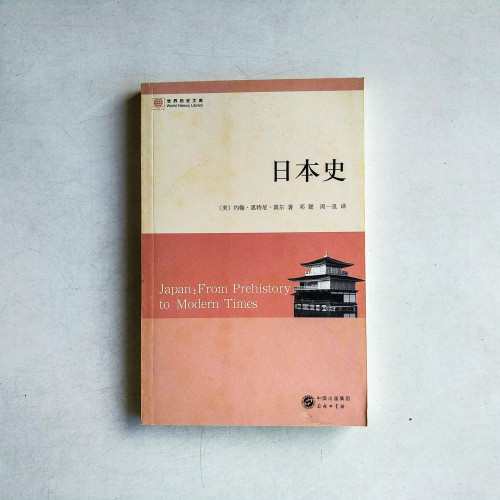 世界历史文库
World History Library
日本史
〔美〕约翰·惠特尼·霍尔 著 邓懿 周一良 译
Japan:From Prehistory
to Modern Times
中国出版集团
商务印书馆